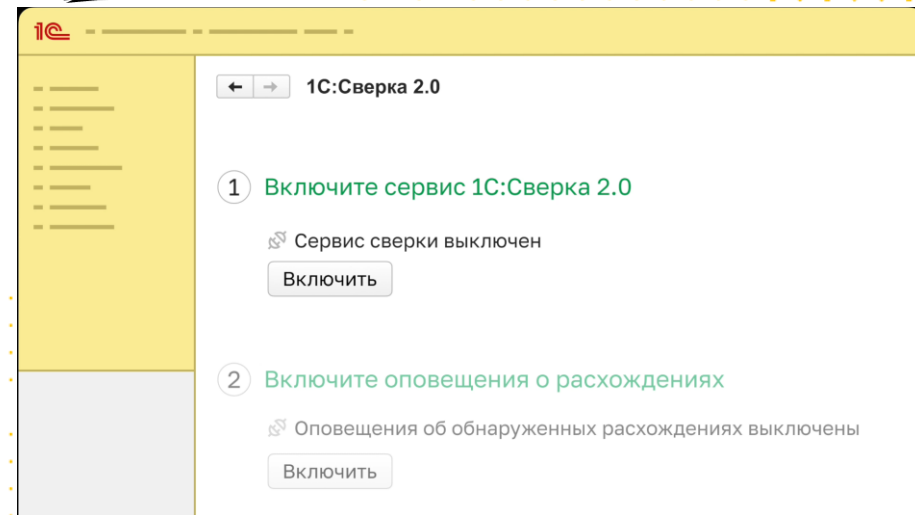 1С
1С:Сверка 2.0
1 Включите сервис 1С:Сверка 2.0
Сервис сверки выключен
Включить
2 Включите оповещения о расхождениях
Оповещения об обнаруженных расхождениях выключены
Включить